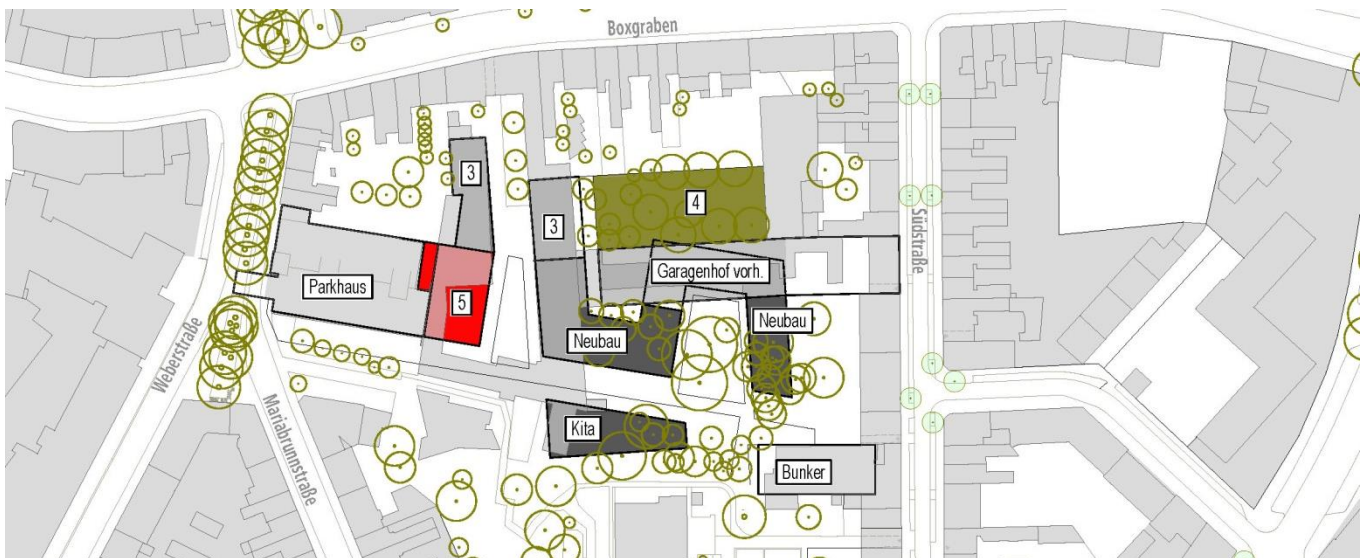 Boxgraben
3
3
4
Südstraße
Garagenhof vorh.
Parkhaus
5
Neubau
Neubau
Weberstraße
Mariabrunnstraße
Kita
Bunker